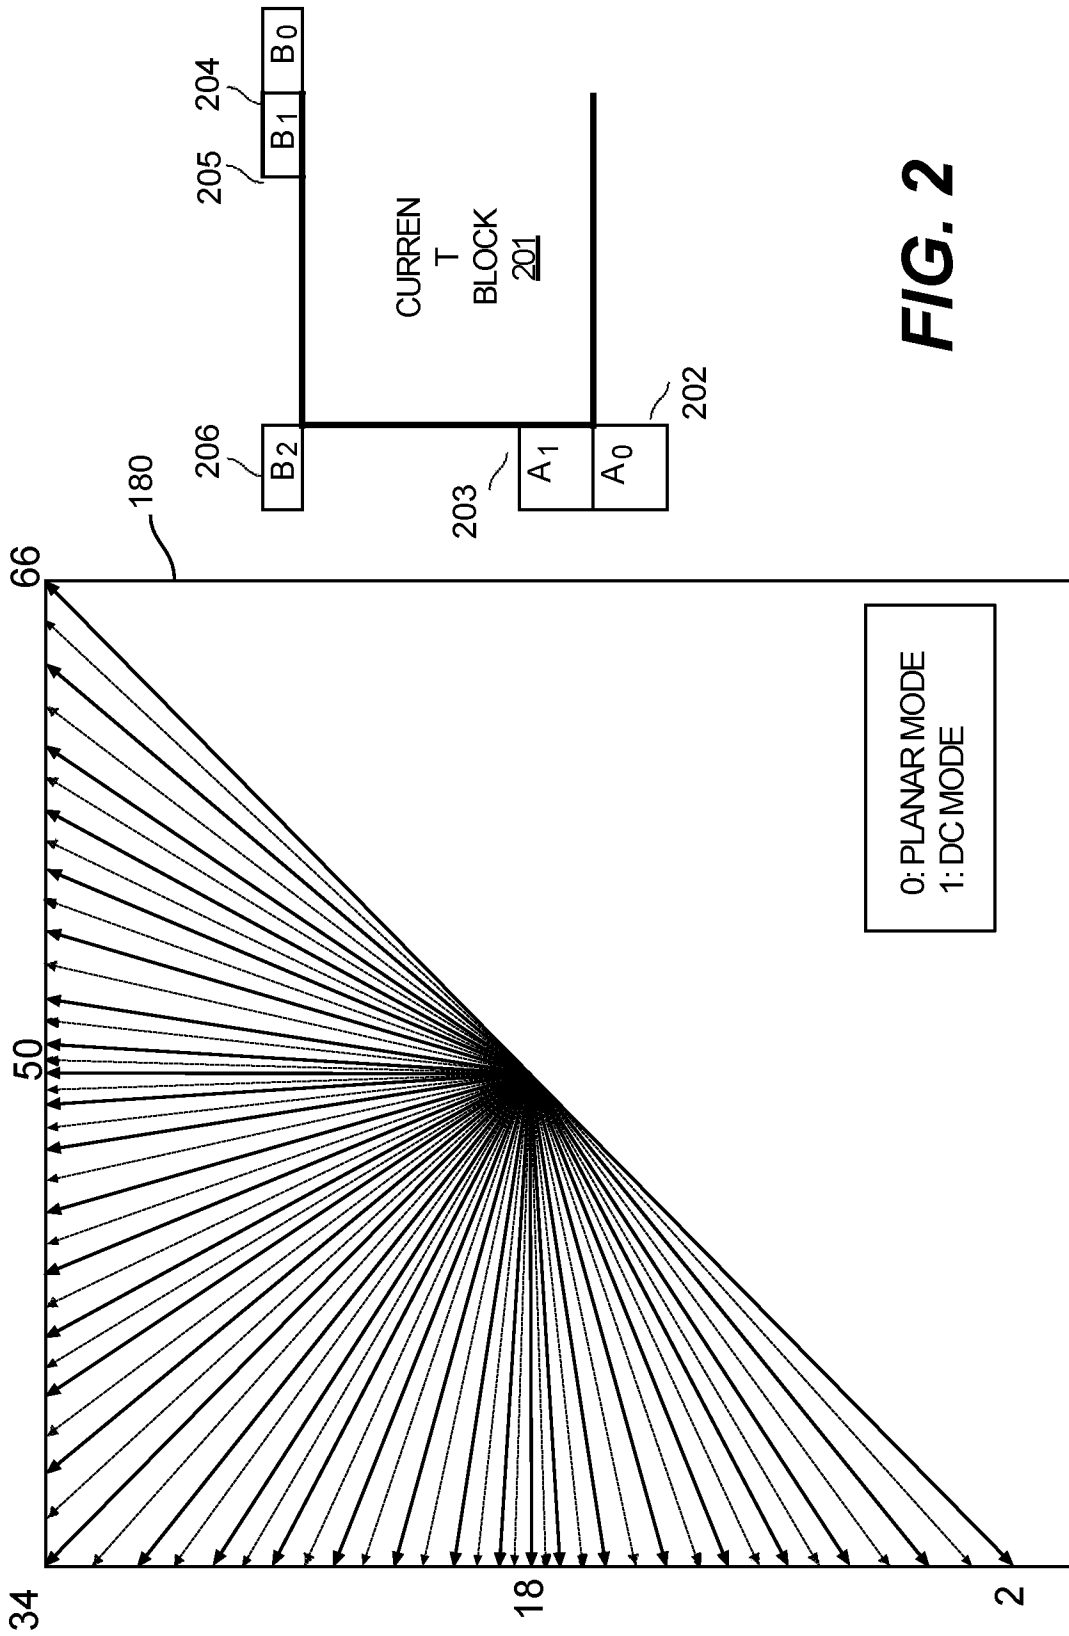 34
50
66
180
18
2
0: PLANAR MODE
1: DC MODE
206
B2
205
B1
204
B0
CURREN
T
BLOCK
201
203
A1
A0
202
FIG. 2